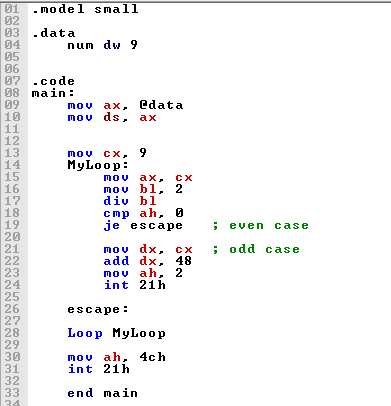 01 .model small
02
03 .data
04 num dw 9
05
06
07 .code
08 main:
09 mov ax, @data
10 mov ds, ax
11
12
13 mov cx, 9
14 MyLoop:
15 mov ax, cx
16 mov bl, 2
17 div bl
18 cmp ah, 0
19 je escape ; even case
20
21 mov dx, cx ; odd case
22 add dx, 48
23 mov ah, 2
24 int 21h
25
26 escape:
27
28 Loop MyLoop
29
30 mov ah, 4ch
31 int 21h
32
33 end main
34